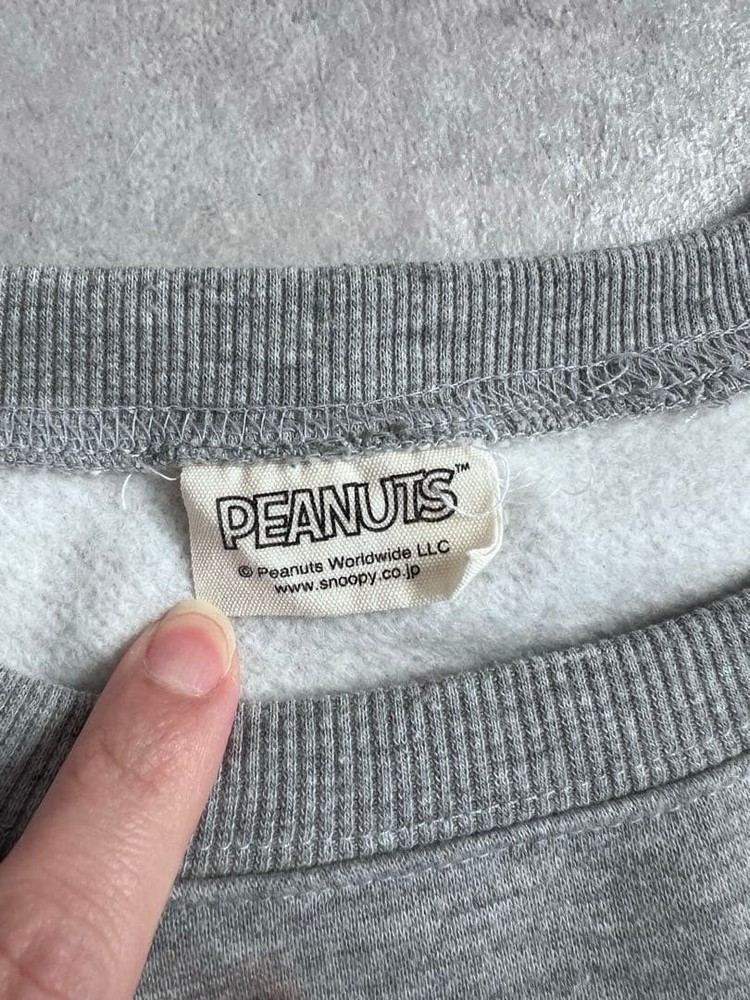 PEANUTS™
© Peanuts Worldwide LLC
www.snoopy.co.jp